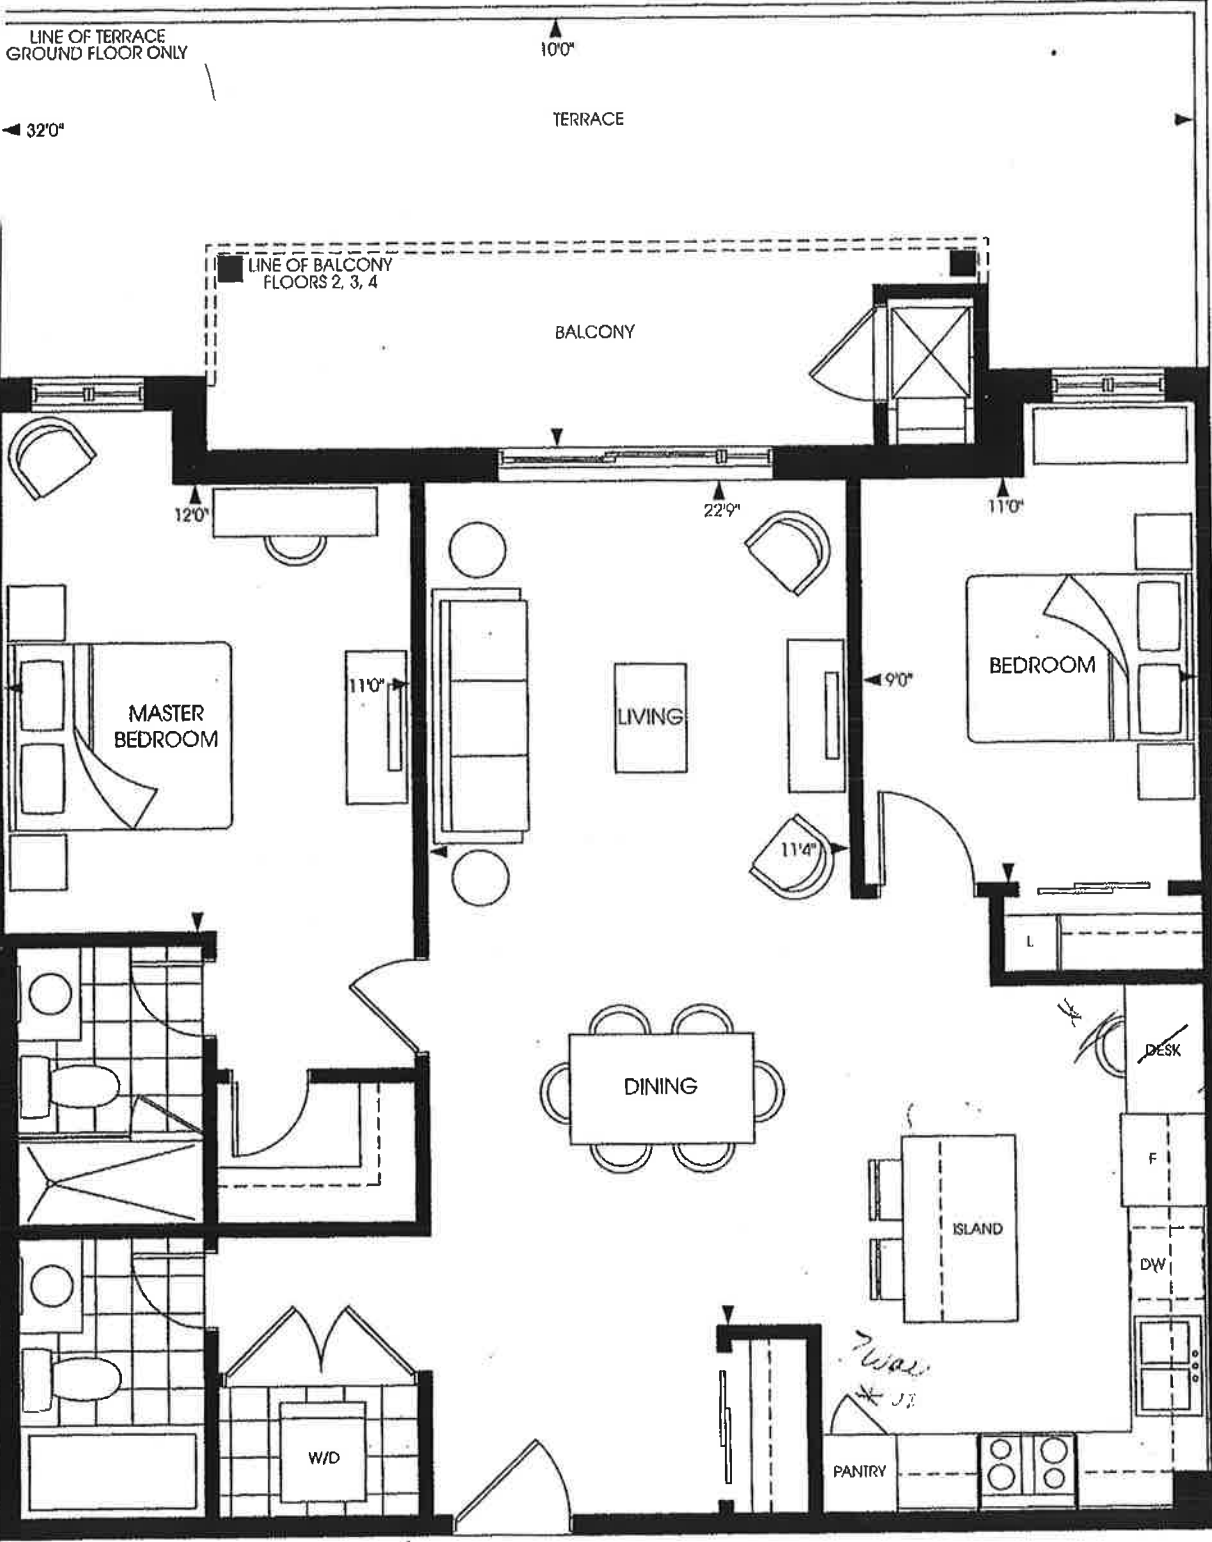 LINE OF TERRACE
GROUND FLOOR ONLY
10'0"
32'0"
TERRACE
LINE OF BALCONY
FLOORS 2, 3, 4
BALCONY
12'0"
22'9"
11'0"
MASTER
BEDROOM
11'0"
LIVING
9'0"
BEDROOM
11'4"
L
DESK
DINING
F
ISLAND
DW
W/D
PANTRY